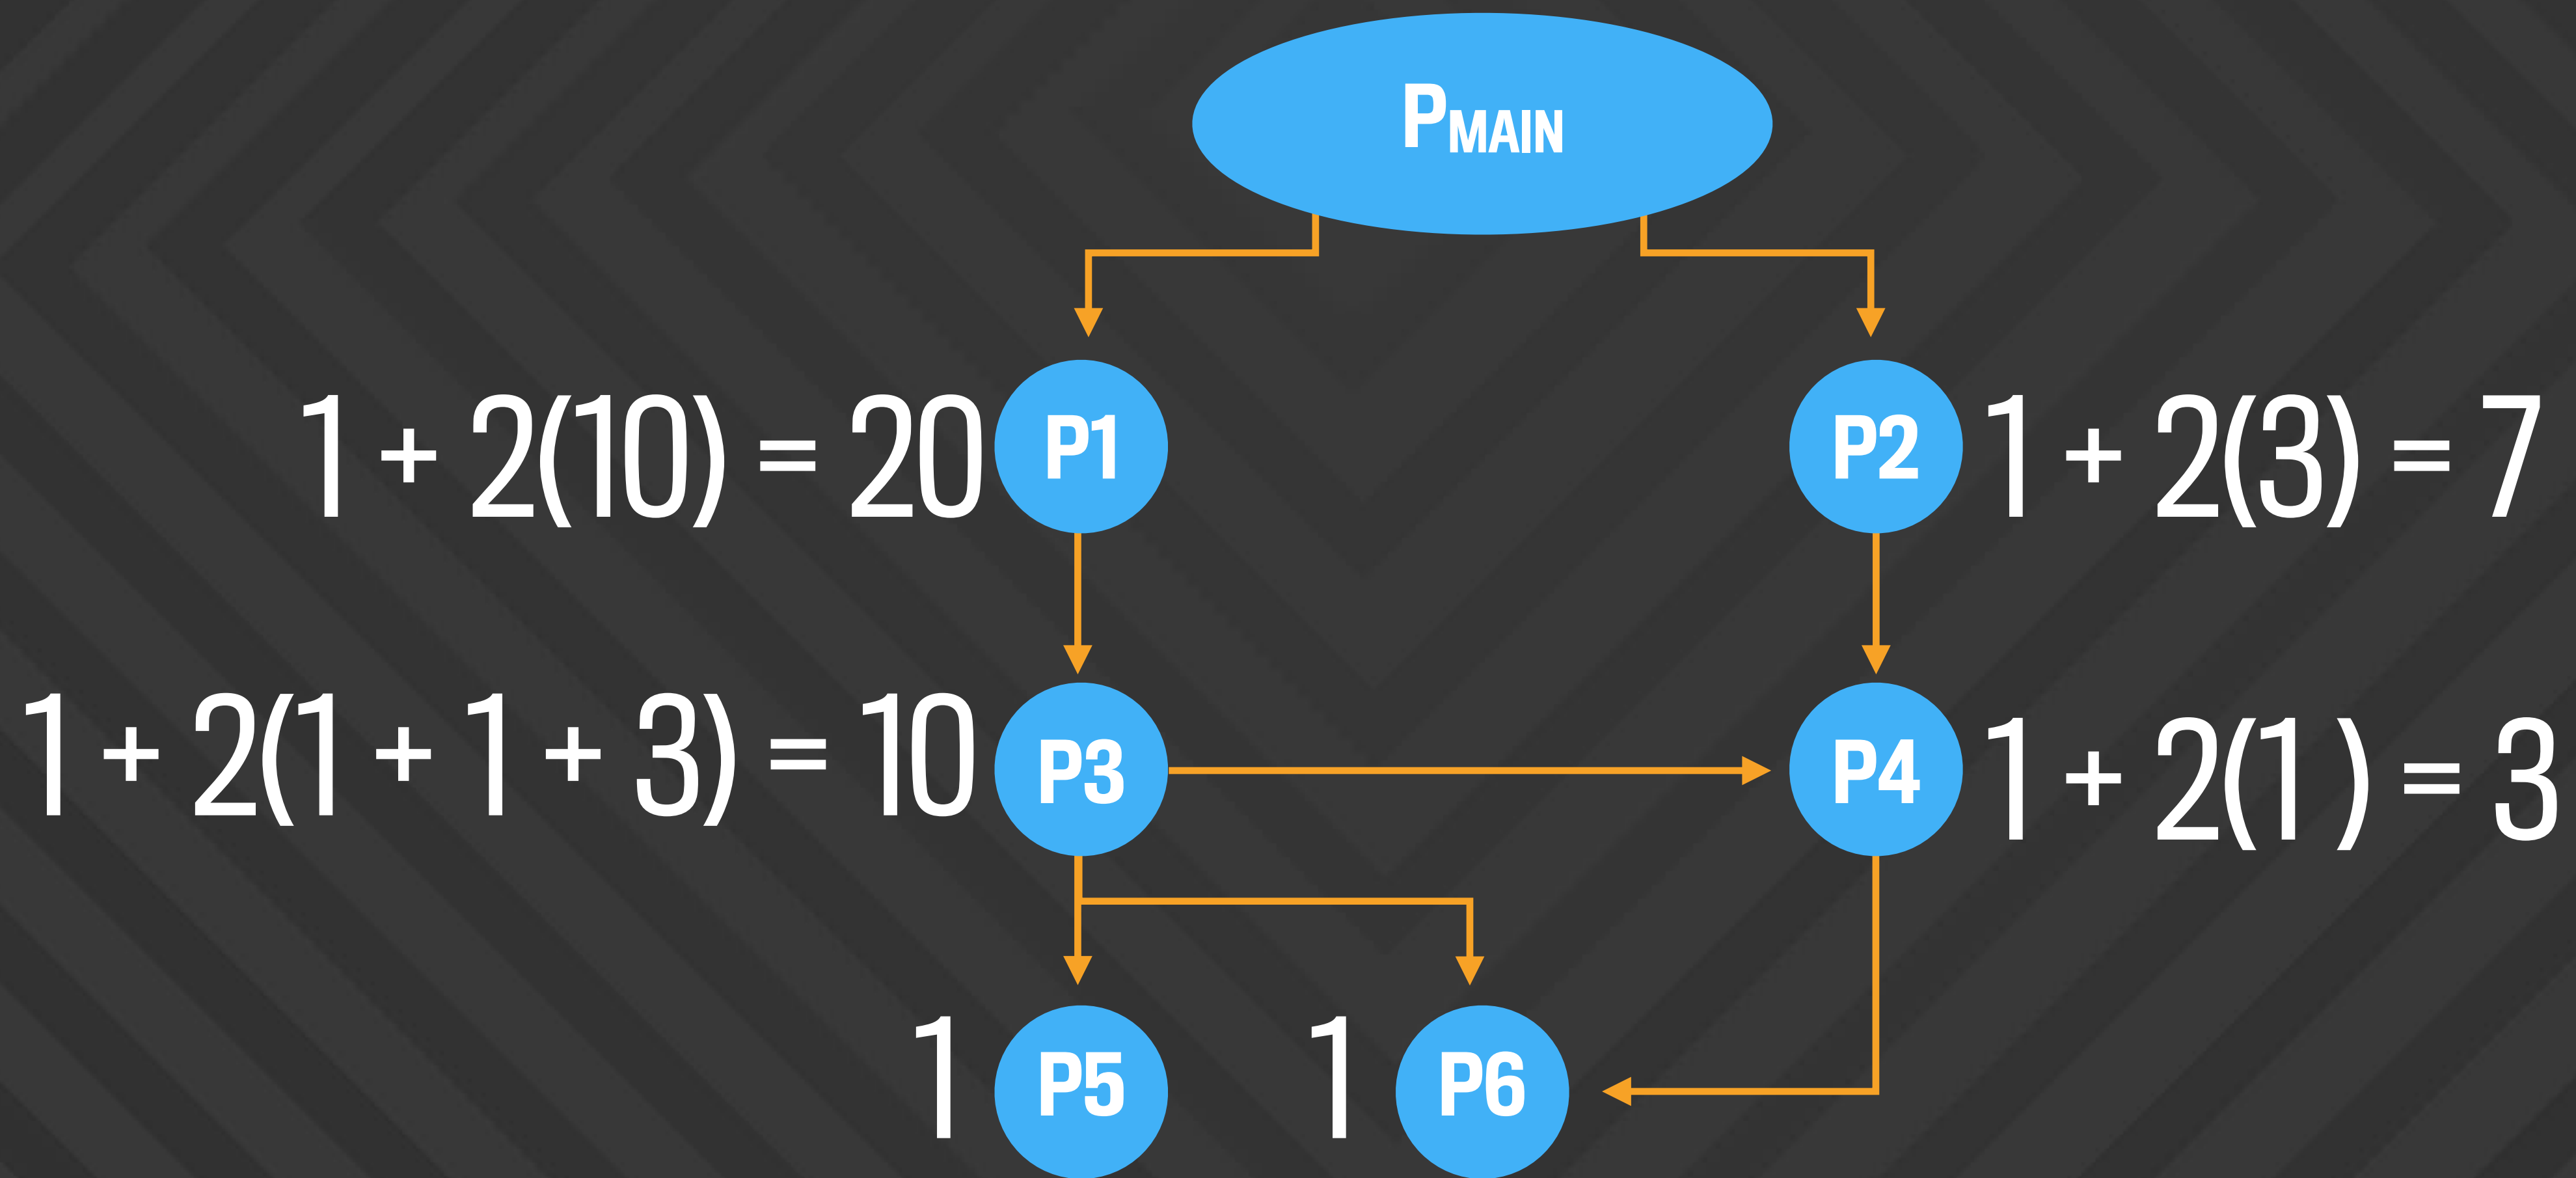 PMAIN
1 + 2(10) = 20 P1
P2 1 + 2(3) = 7
1 + 2(1 + 1 + 3) = 10 P3
P4 1 + 2(1 ) = 3
1 P5
1 P6